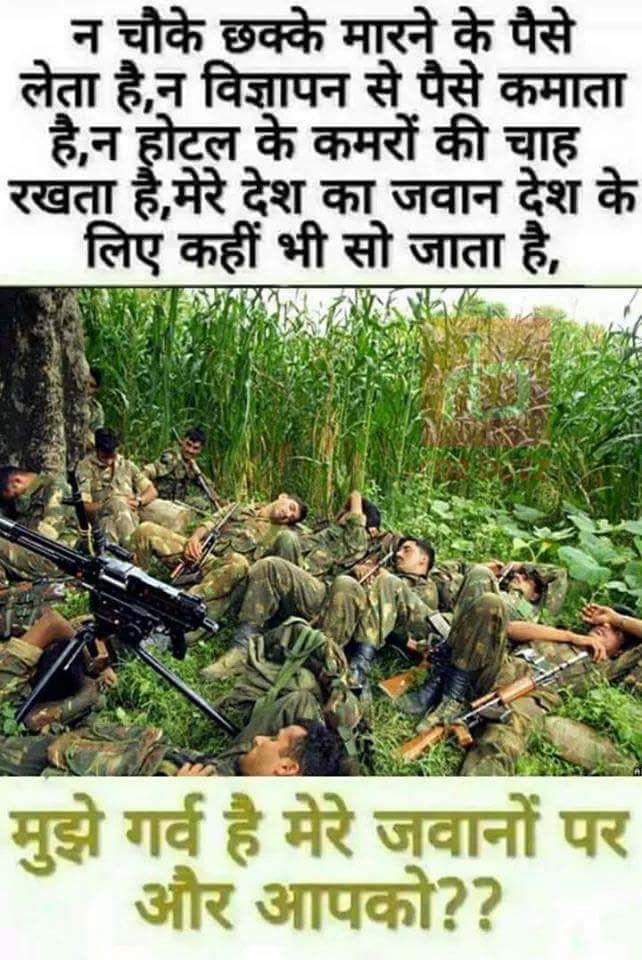 न चौके छक्के मारने के पैसे
लेता है,न विज्ञापन से पैसे कमाता
है,न होटल के कमरों की चाह
रखता है,मेरे देश का जवान देश के
लिए कहीं भी सो जाता है,
मुझे गर्व है मेरे जवानों पर
और आपको??